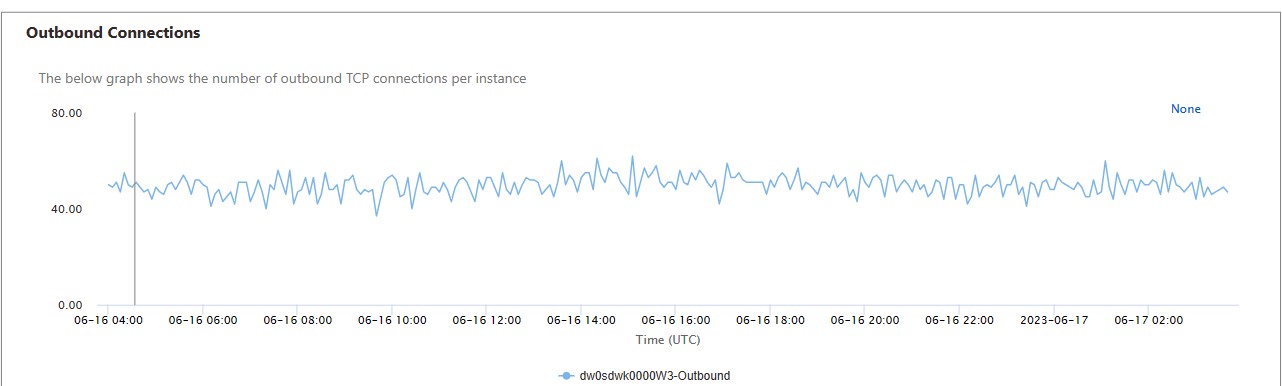 Outbound Connections
The below graph shows the number of outbound TCP connections per instance
80.00
None
40.00
0.00
06-16 04:00 06-16 06:00 06-16 08:00 06-16 10:00 06-16 12:00 06-16 14:00 06-16 16:00 06-16 18:00 06-16 20:00 06-16 22:00 2023-06-17 06-17 02:00
Time (UTC)
dw0sdwk0000W3-Outbound